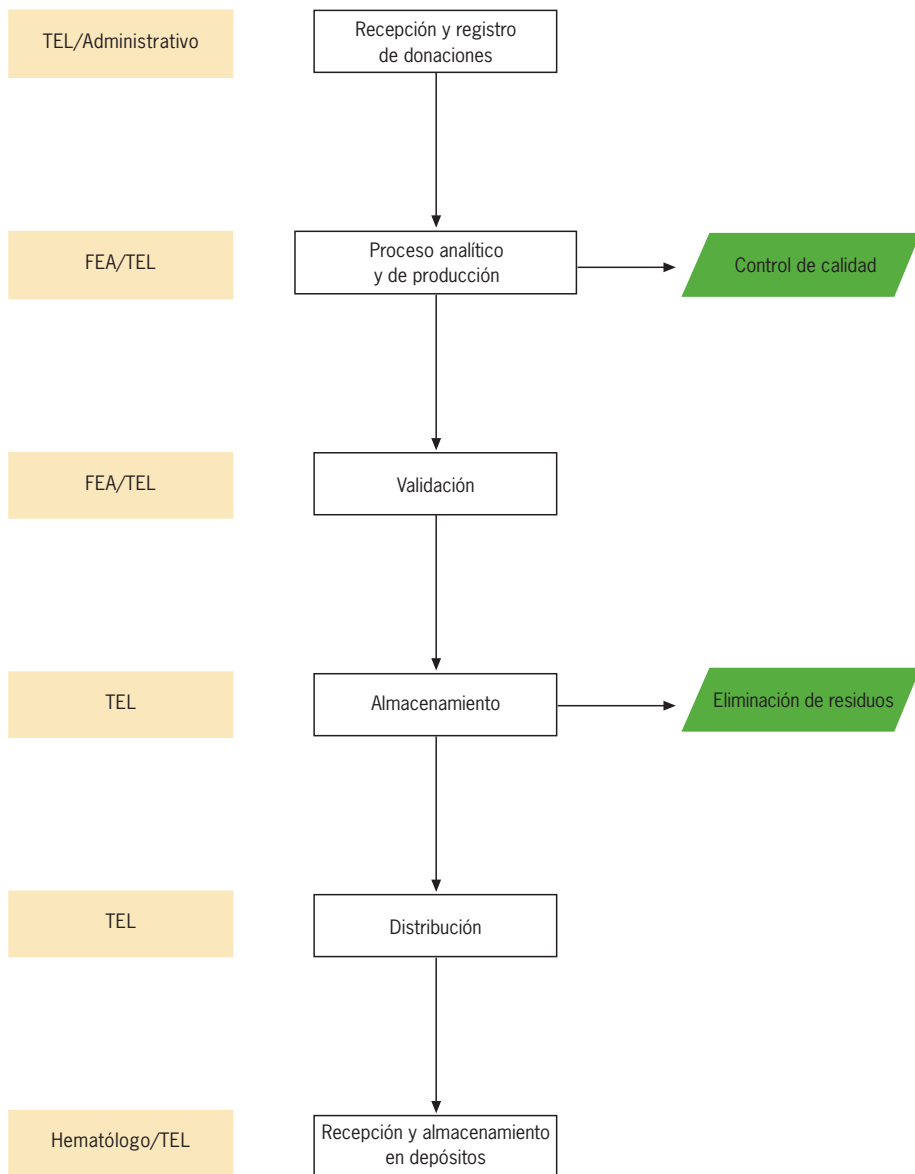 TEL/Administrativo
Recepción y registro
de donaciones
FEA/TEL
Proceso analítico
y de producción
Control de calidad
FEA/TEL
Validación
TEL
Almacenamiento
Eliminación de residuos
TEL
Distribución
Hematólogo/TEL
Recepción y almacenamiento
en depósitos